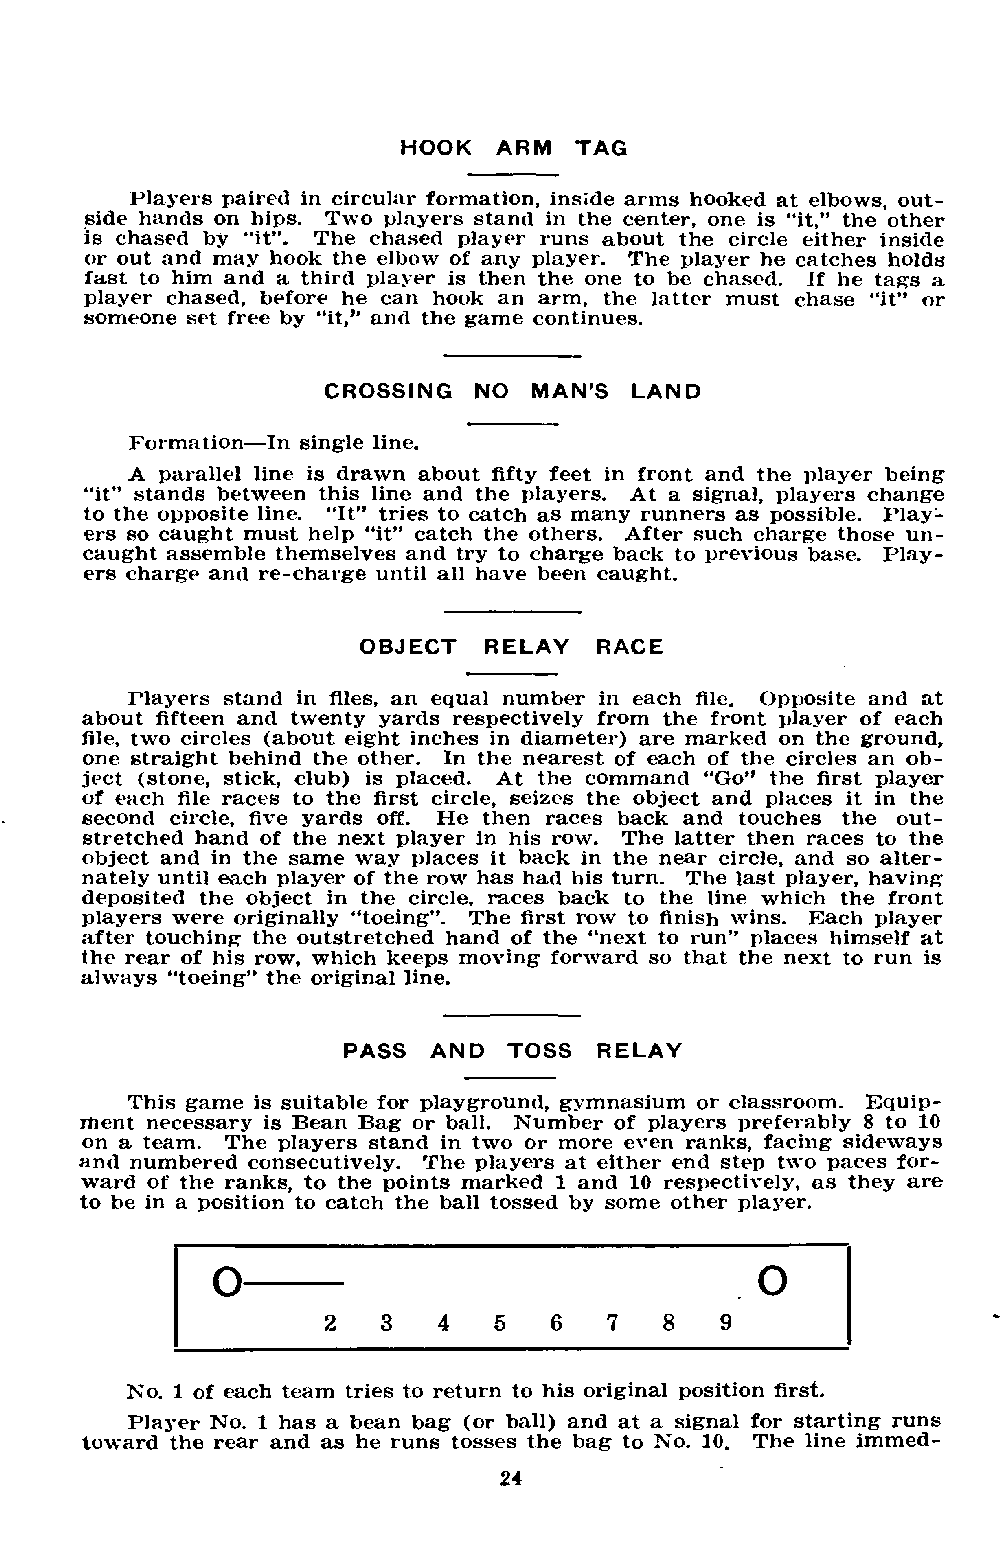 HOOK ARM TAG
Players paired in circular formation, inside arms hooked at elbows, out-
side hands on hips. Two players stand in the center, one is "it," the other
is chased by "it". The chased player runs about the circle either inside
or out and may hook the elbow of any player. The player he catches holds
fast to him and a third player is then the one to be chased. If he tags a
player chased, before he can hook an arm, the latter must chase "it" or
someone set free by "it," and the game continues.
CROSSING NO MAN'S LAND
Formation—In single line.
A parallel line is drawn about fifty feet in front and the player being
"it" stands between this line and the players. At a signal, players change
to the opposite line. "It" tries to catch as many runners as possible. Play-
ers so caught must help "it" catch the others. After such charge those un-
caught assemble themselves and try to charge back to previous base. Play-
ers charge and re-charge until all have been caught.
OBJECT RELAY RACE
Players stand in files, an equal number in each file. Opposite and at
about fifteen and twenty yards respectively from the front player of each
file, two circles (about eight inches in diameter) are marked on the ground,
one straight behind the other. In the nearest of each of the circles an ob-
ject (stone, stick, club) is placed. At the command "Go" the first player
of each file races to the first circle, seizes the object and places it in the
second circle, five yards off. He then races back and touches the out-
stretched hand of the next player in his row. The latter then races to the
object and in the same way places it back in the near circle, and so alter-
nately until each player of the row has had his turn. The last player, having
deposited the object in the circle, races back to the line which the front
players were originally "toeing". The first row to finish wins. Each player
after touching the outstretched hand of the "next to run" places himself at
the rear of his row, which keeps moving forward so that the next to run is
always "toeing" the original line.
PASS AND TOSS RELAY
This game is suitable for playground, gymnasium or classroom. Equip-
ment necessary is Bean Bag or ball. Number of players preferably 8 to 10
on a team. The players stand in two or more even ranks, facing sideways
and numbered consecutively. The players at either end step two paces for-
ward of the ranks, to the points marked 1 and 10 respectively, as they are
to be in a position to catch the ball tossed by some other player.
O O
2 3 4 5 6 7 8 9
No. 1 of each team tries to return to his original position first.
Player No. 1 has a bean bag (or ball) and at a signal for starting runs
toward the rear and as he runs tosses the bag to No. 10. The line immed-
24